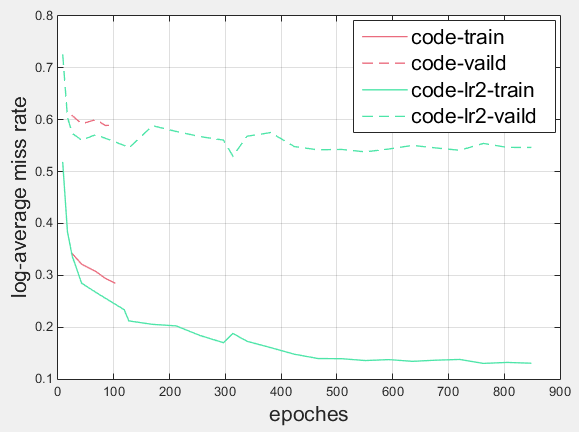 0.8
0.7
0.6
0.5
0.4
0.3
0.2
0.1
log-average miss rate
code-train
code-vaild
code-lr2-train
code-lr2-vaild
0 100 200 300 400 500 600 700 800 900
epoches